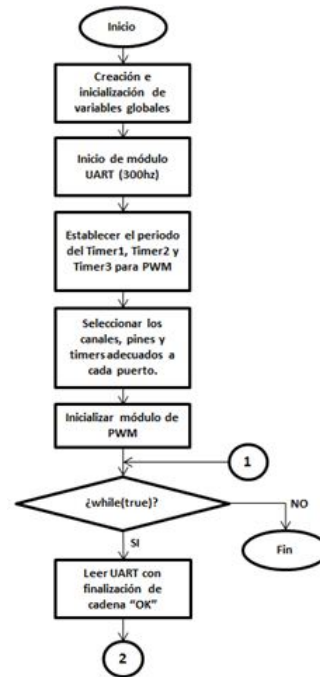 Inicio
Creación e
inicialización de
variables globales
Inicio de módulo
UART (300hz)
Establecer el periodo
del Timer1, Timer2 y
Timer3 para PWM
Seleccionar los
canales, pines y
timers adecuados a
cada puerto.
Inicializar módulo de
PWM
1
¿while(true)?
NO
SI
Fin
Leer UART con
finalización de
cadena “OK”
2